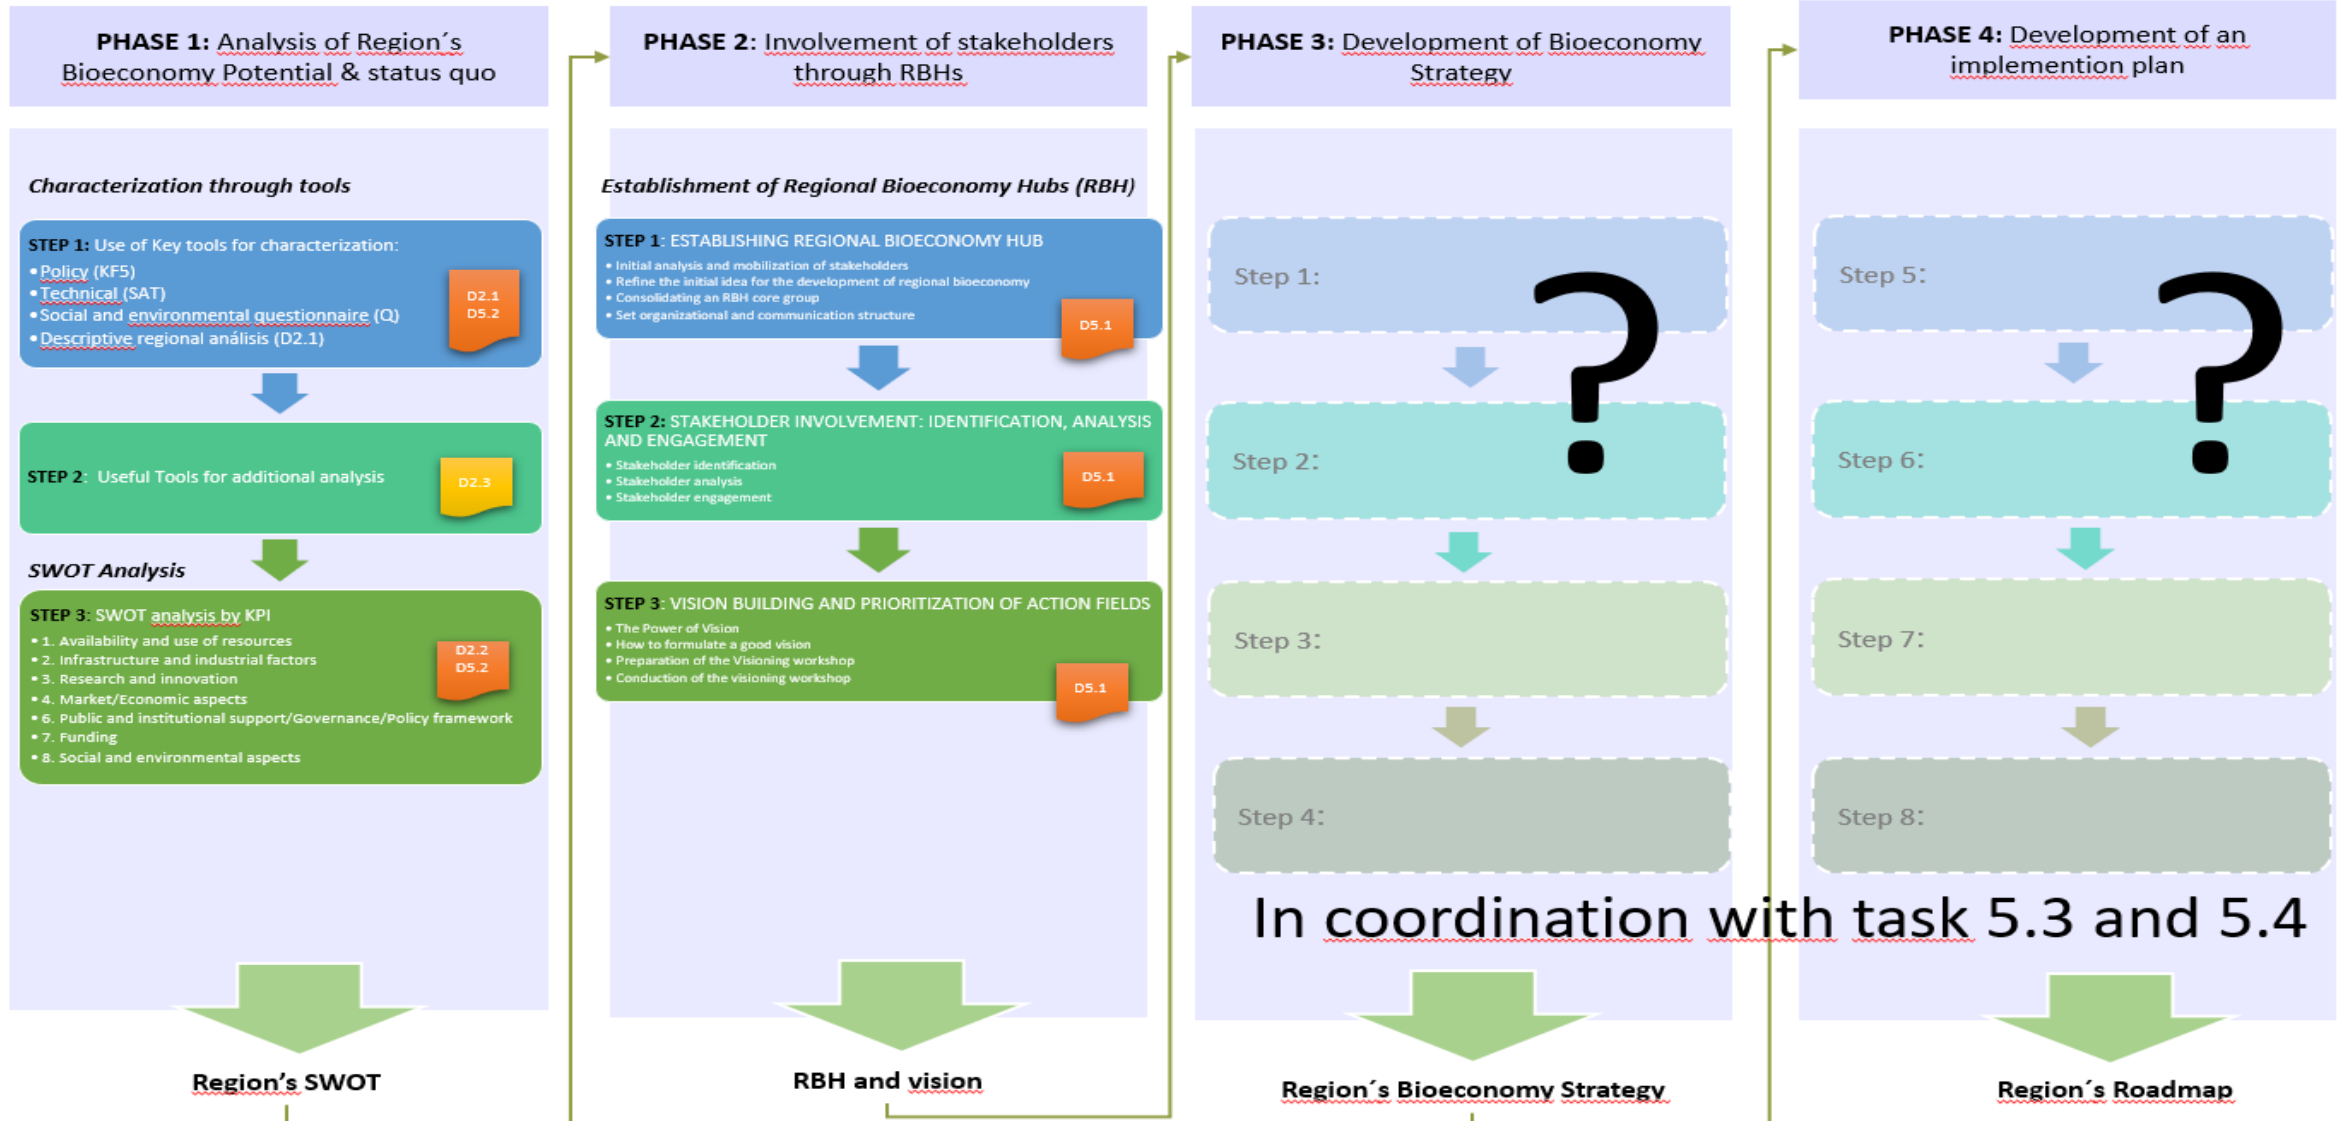 PHASE 1: Analysis of Region´s
Bioeconomy Potential & status quo
Characterization through tools
STEP 1: Use of Key tools for characterization:
• Policy (KF5)
• Technical (SAT)
• Social and environmental questionnaire (Q)
• Descriptive regional análisis (D2.1)
D2.1
D5.2
STEP 2: Useful Tools for additional analysis
D2.3
SWOT Analysis
STEP 3: SWOT analysis by KPI
• 1. Availability and use of resources
• 2. Infrastructure and industrial factors
• 3. Research and innovation
• 4. Market/Economic aspects
• 6. Public and institutional support/Governance/Policy framework
• 7. Funding
• 8. Social and environmental aspects
D2.2
D5.2
Region’s SWOT
PHASE 2: Involvement of stakeholders
through RBHs
Establishment of Regional Bioeconomy Hubs (RBH)
STEP 1: ESTABLISHING REGIONAL BIOECONOMY HUB
• Initial analysis and mobilization of stakeholders
• Refine the initial idea for the development of regional bioeconomy
• Consolidating an RBH core group
• Set organizational and communication structure
D5.1
STEP 2: STAKEHOLDER INVOLVEMENT: IDENTIFICATION, ANALYSIS
AND ENGAGEMENT
• Stakeholder identification
• Stakeholder analysis
• Stakeholder engagement
D5.1
STEP 3: VISION BUILDING AND PRIORITIZATION OF ACTION FIELDS
• The Power of Vision
• How to formulate a good vision
• Preparation of the Visioning workshop
• Conduction of the visioning workshop
D5.1
RBH and vision
PHASE 3: Development of Bioeconomy
Strategy
Step 1:
Step 2:
?
Step 3:
Step 4:
Region´s Bioeconomy Strategy
PHASE 4: Development of an
implemention plan
Step 5:
Step 6:
?
Step 7:
Step 8:
In coordination with task 5.3 and 5.4
Region´s Roadmap